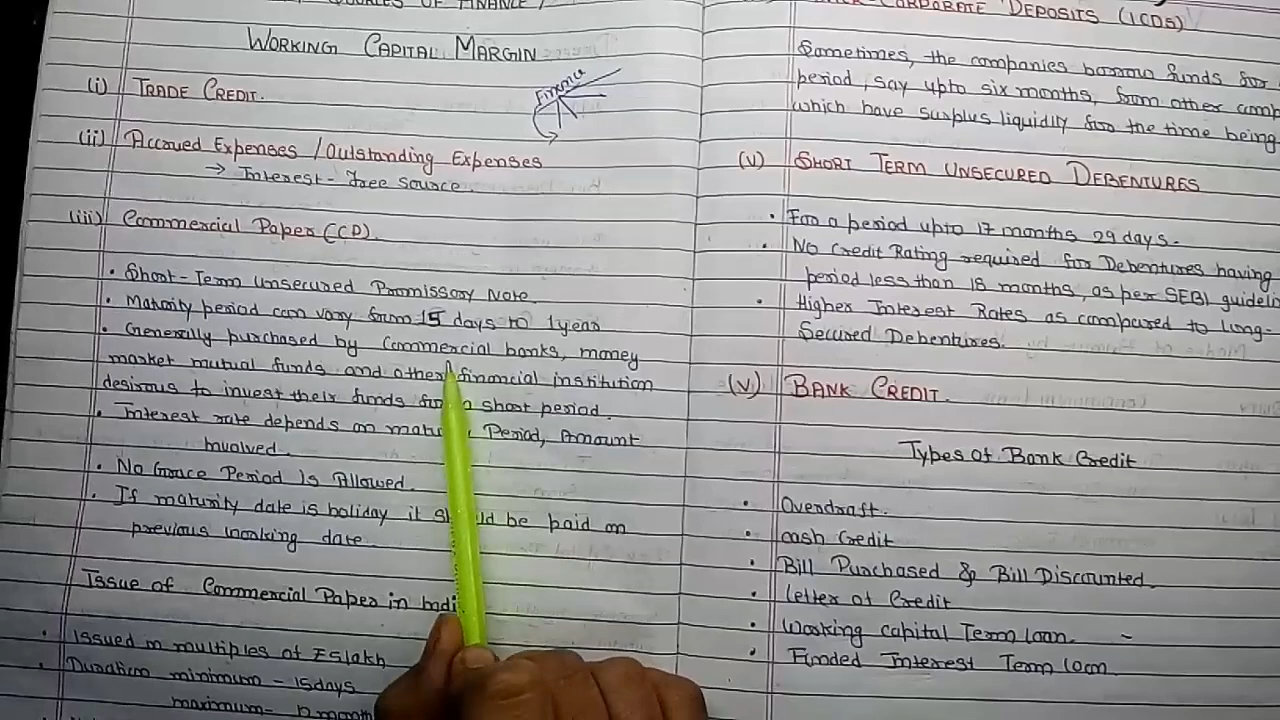 SOURCES OF FINANCE /
WORKING CAPITAL MARGIN
Finance
(i) TRADE CREDIT.
(ii) Accrued Expenses / Outstanding Expenses
→ Interest - Free Source.
(iii) Commercial Paper (CP).
• Short - Term Unsecured Promissory Note.
• Maturity period can vary from 15 days to 1 year
• Generally purchased by Commercial banks, money
market mutual funds and other financial institution
desirous to invest their funds for short period.
• Interest rate depends on Period, Amount
Involved.
• No Grace Period Is Allowed.
• If maturity date is holiday it be paid on
previous working date.
Issue of Commercial Paper in
• Issued in multiples of ₹5 lakh
• Duration minimum - 15 days
maximum - 12 month
CORPORATE DEPOSITS (ICDs)
Sometimes, the companies borrow funds for
period, say upto six months, from other
which have surplus liquidity for the time being.
(V) SHORT TERM UNSECURED DEBENTURES
• For a period upto 17 months 29 days.
• No Credit Rating required for Debentures having
period less than 18 months, as per SEBI
• Higher Interest Rates as compared to long-
Secured Debentures.
(V) BANK CREDIT.
Types of Bank Credit
• Overdraft.
• Cash Credit
• Bill Purchased & Bill Discounted.
• Letter of Credit
• Working Capital Term loan. -
• Funded Interest Term loan